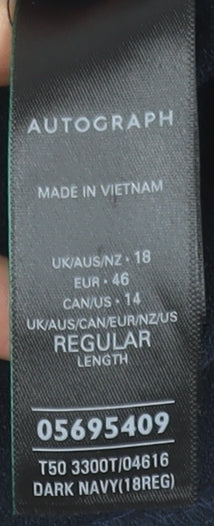 AUTOGRAPH
MADE IN VIETNAM
UK/AUS/NZ • 18
EUR • 46
CAN/US • 14
UK/AUS/CAN/EUR/NZ/US
REGULAR
LENGTH
05695409
T50 3300T/04616
DARK NAVY(18REG)